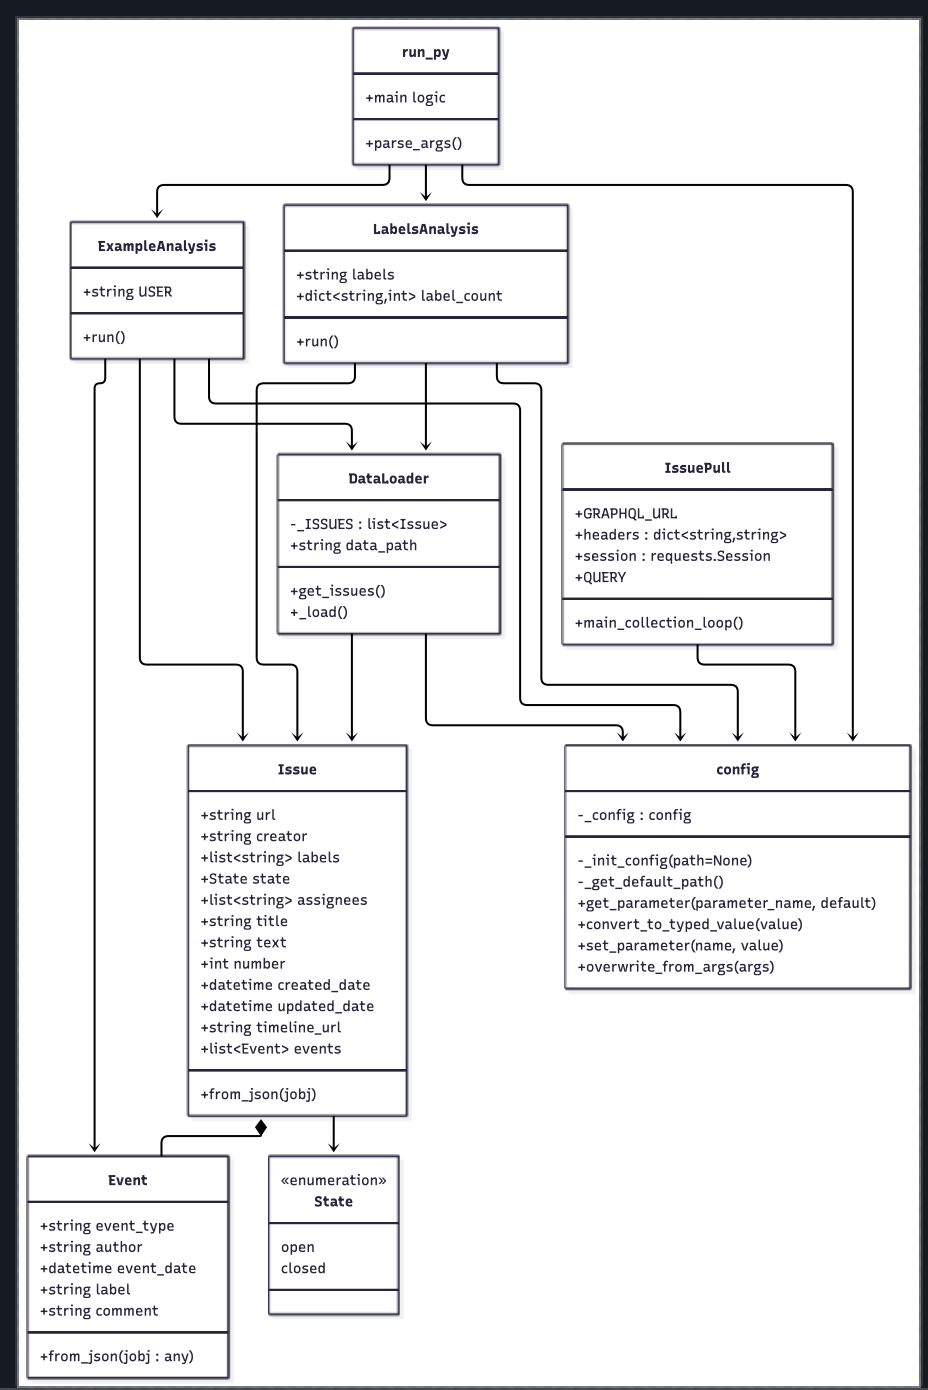 run_py
+main logic
+parse_args()
ExampleAnalysis
+string USER
+run()
LabelsAnalysis
+string labels
+dict<string,int> label_count
+run()
DataLoader
-_ISSUES : list<Issue>
+string data_path
+get_issues()
+_load()
IssuePull
+GRAPHQL_URL
+headers : dict<string,string>
+session : requests.Session
+QUERY
+main_collection_loop()
Issue
+string url
+string creator
+list<string> labels
+State state
+list<string> assignees
+string title
+string text
+int number
+datetime created_date
+datetime updated_date
+string timeline_url
+list<Event> events
+from_json(jobj)
config
-_config : config
-_init_config(path=None)
-_get_default_path()
+get_parameter(parameter_name, default)
+convert_to_typed_value(value)
+set_parameter(name, value)
+overwrite_from_args(args)
Event
+string event_type
+string author
+datetime event_date
+string label
+string comment
+from_json(jobj : any)
«enumeration»
State
open
closed